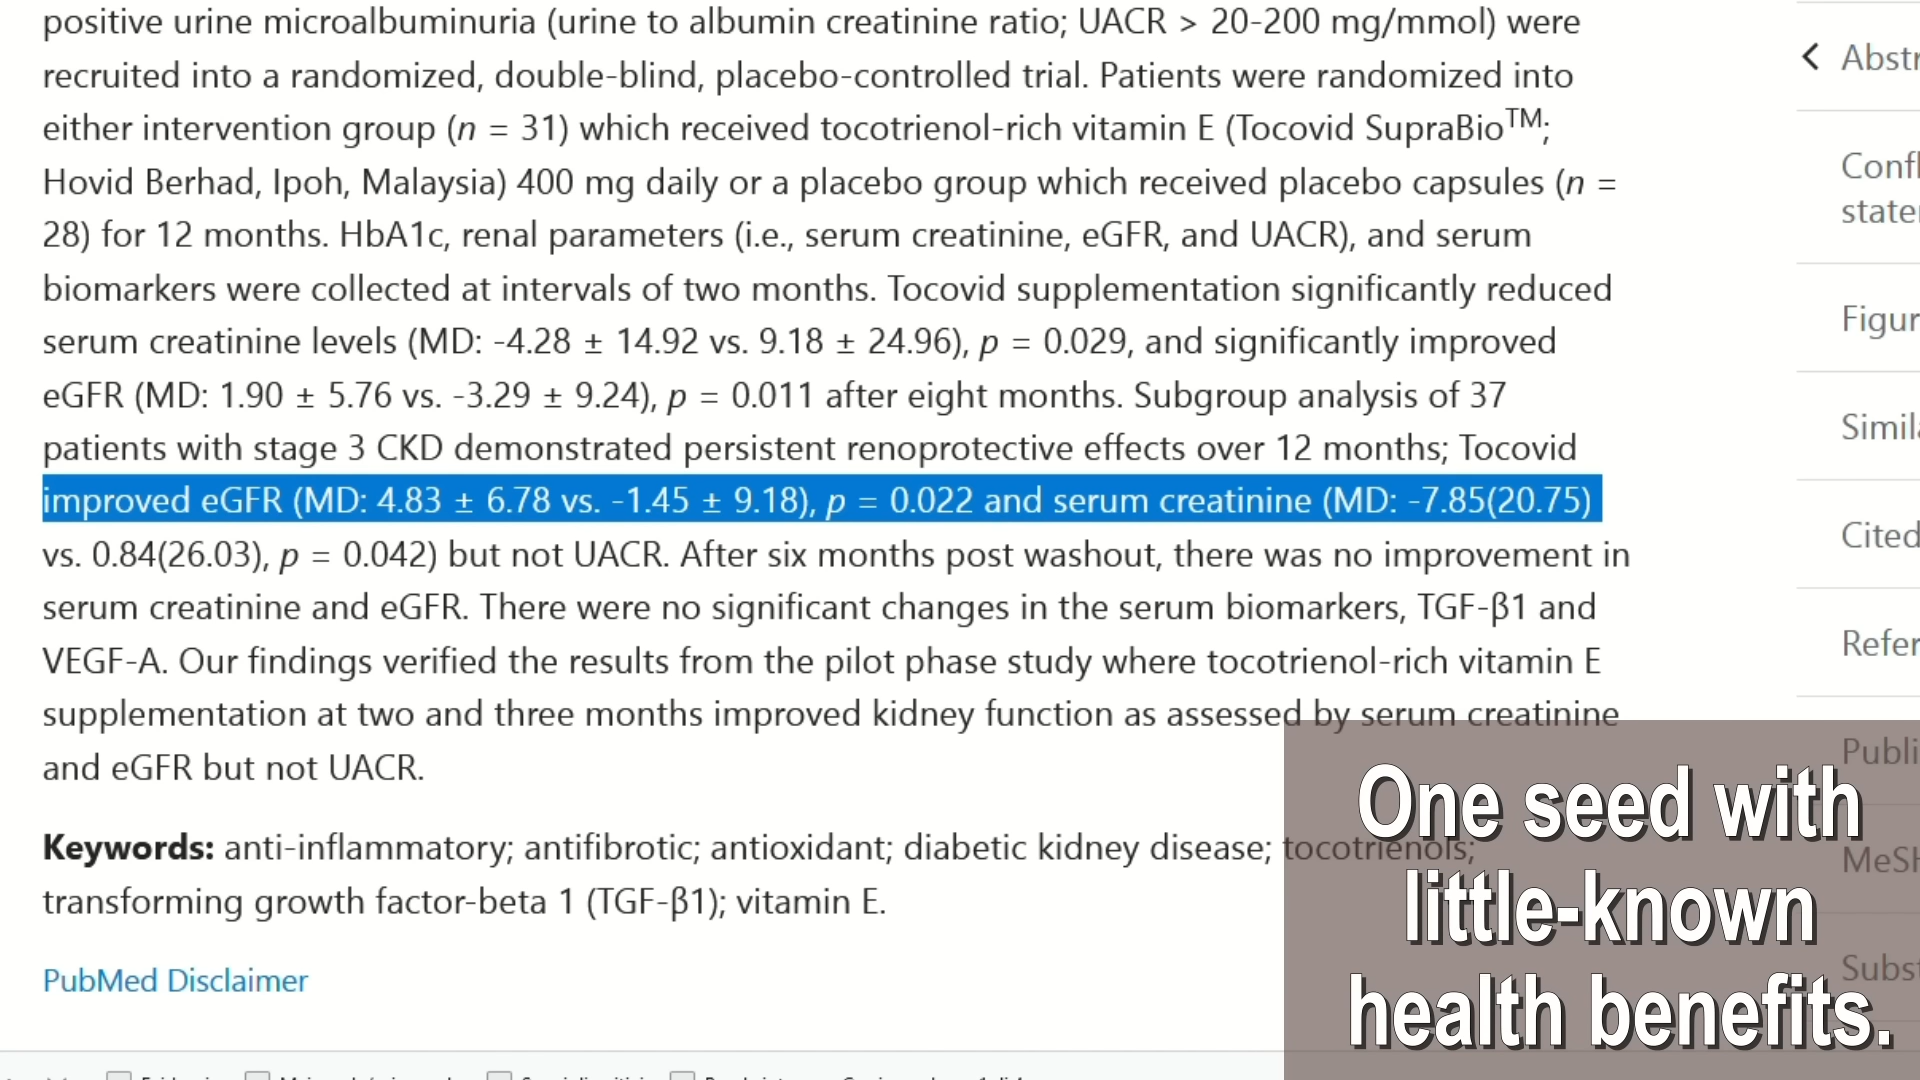 positive urine microalbuminuria (urine to albumin creatinine ratio; UACR > 20-200 mg/mmol) were
recruited into a randomized, double-blind, placebo-controlled trial. Patients were randomized into
either intervention group (n = 31) which received tocotrienol-rich vitamin E (Tocovid SupraBio™;
Hovid Berhad, Ipoh, Malaysia) 400 mg daily or a placebo group which received placebo capsules (n =
28) for 12 months. HbA1c, renal parameters (i.e., serum creatinine, eGFR, and UACR), and serum
biomarkers were collected at intervals of two months. Tocovid supplementation significantly reduced
serum creatinine levels (MD: -4.28 ± 14.92 vs. 9.18 ± 24.96), p = 0.029, and significantly improved
eGFR (MD: 1.90 ± 5.76 vs. -3.29 ± 9.24), p = 0.011 after eight months. Subgroup analysis of 37
patients with stage 3 CKD demonstrated persistent renoprotective effects over 12 months; Tocovid
improved eGFR (MD: 4.83 ± 6.78 vs. -1.45 ± 9.18), p = 0.022 and serum creatinine (MD: -7.85(20.75)
vs. 0.84(26.03), p = 0.042) but not UACR. After six months post washout, there was no improvement in
serum creatinine and eGFR. There were no significant changes in the serum biomarkers, TGF-β1 and
VEGF-A. Our findings verified the results from the pilot phase study where tocotrienol-rich vitamin E
supplementation at two and three months improved kidney function as assessed by serum creatinine
and eGFR but not UACR.
Keywords: anti-inflammatory; antifibrotic; antioxidant; diabetic kidney disease; tocotrienols;
transforming growth factor-beta 1 (TGF-β1); vitamin E.
PubMed Disclaimer
Abstr
Confl
state
Figur
Simila
Cited
Refer
Publi
MeSH
Subst
One seed with
little-known
health benefits.